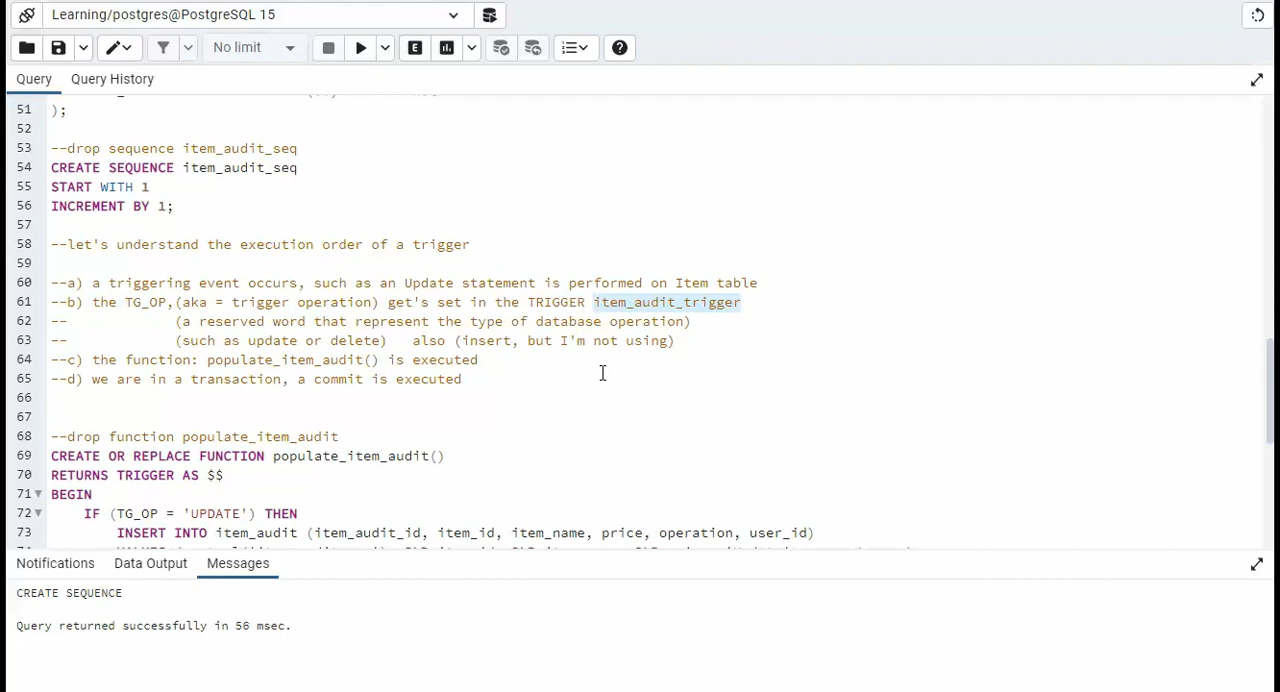 Learning/postgres@PostgreSQL 15
No limit
E
Query
Query History
51 );
52
53 --drop sequence item_audit_seq
54 CREATE SEQUENCE item_audit_seq
55 START WITH 1
56 INCREMENT BY 1;
57
58 --let's understand the execution order of a trigger
59
60 --a) a triggering event occurs, such as an Update statement is performed on Item table
61 --b) the TG_OP,(aka = trigger operation) get's set in the TRIGGER item_audit_trigger
62 -- (a reserved word that represent the type of database operation)
63 -- (such as update or delete) also (insert, but I'm not using)
64 --c) the function: populate_item_audit() is executed
65 --d) we are in a transaction, a commit is executed
66
67
68 --drop function populate_item_audit
69 CREATE OR REPLACE FUNCTION populate_item_audit()
70 RETURNS TRIGGER AS $$
71 BEGIN
72 IF (TG_OP = 'UPDATE') THEN
73 INSERT INTO item_audit (item_audit_id, item_id, item_name, price, operation, user_id)
Notifications Data Output Messages
CREATE SEQUENCE
Query returned successfully in 56 msec.